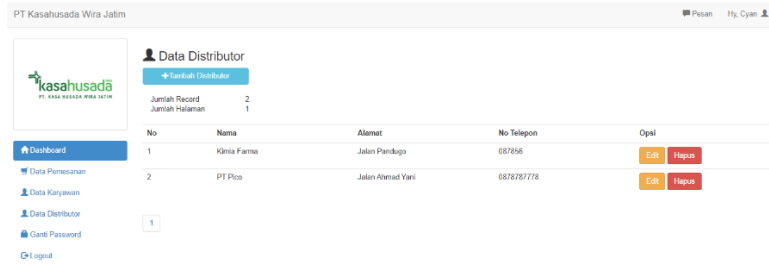 PT Kasahusada Wira Jatim
Pesan Hy, Cyan
kasahusada
PT. KASA HUSADA WIRA JATIM
Data Distributor
+Tambah Distributor
Jumlah Record 2
Jumlah Halaman 1
No Nama Alamat No Telepon Opsi
1 Kimia Farma Jalan Pandugo 087856 Edit Hapus
2 PT Pico Jalan Ahmad Yani 0878787778 Edit Hapus
1
Dashboard
Data Pemesanan
Data Karyawan
Data Distributor
Ganti Password
Logout